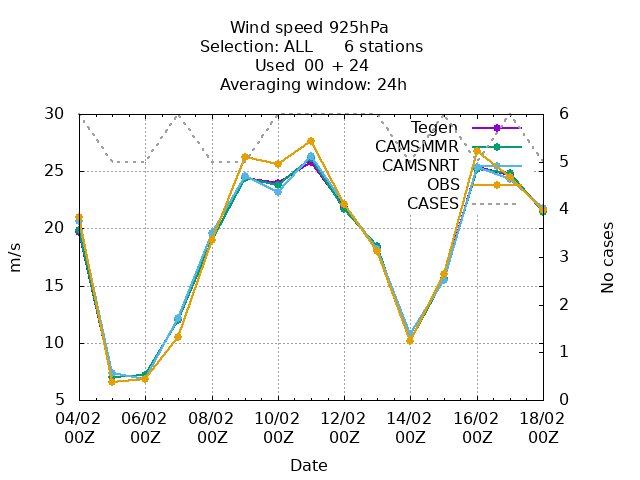 Wind speed 925hPa
Selection: ALL 6 stations
Used 00 + 24
Averaging window: 24h
30 6
Tegen
CAMSMMR
25 CAMSNRT 5
OBS
CASES
20 4
m/s No cases
3
15
2
10
1
5 0
04/02 06/02 08/02 10/02 12/02 14/02 16/02 18/02
00Z 00Z 00Z 00Z 00Z 00Z 00Z 00Z
Date